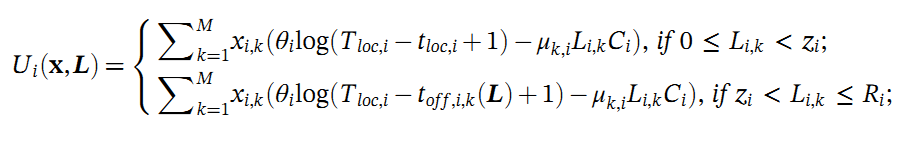 U_i(x,L) = { ∑_{k=1}^{M} x_{i,k}(θ_i log(T_{loc,i} − t_{loc,i} + 1) − μ_{k,i}L_{i,k}C_i), if 0 ≤ L_{i,k} < z_i;
∑_{k=1}^{M} x_{i,k}(θ_i log(T_{loc,i} − t_{off,i,k}(L) + 1) − μ_{k,i}L_{i,k}C_i), if z_i < L_{i,k} ≤ R_i;